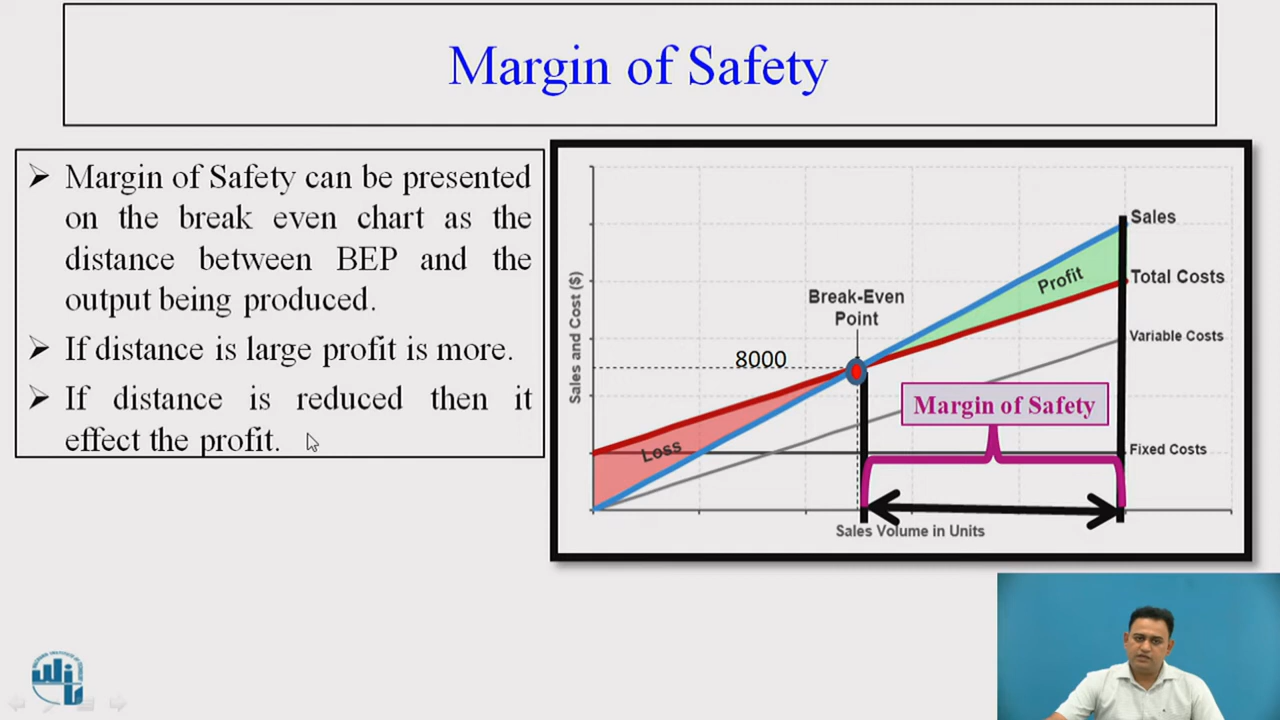 Margin of Safety
➢ Margin of Safety can be presented
on the break even chart as the
distance between BEP and the
output being produced.
➢ If distance is large profit is more.
➢ If distance is reduced then it
effect the profit.
Sales and Cost ($)
Sales
Total Costs
Profit
Break-Even
Point
Variable Costs
8000
Margin of Safety
Loss
Fixed Costs
Sales Volume in Units